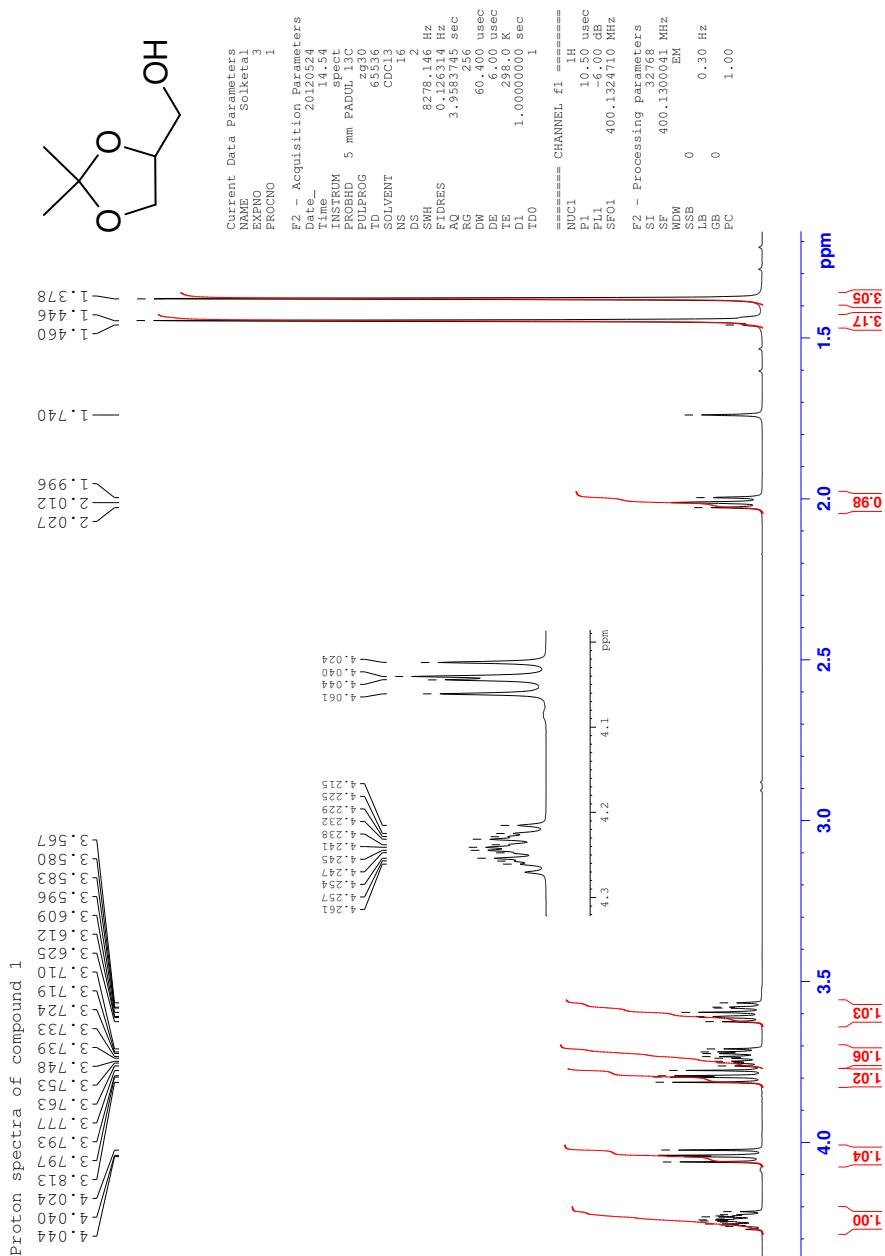 Proton spectra of compound 1
4.044
4.040
4.024
3.813
3.797
3.793
3.777
3.763
3.753
3.748
3.739
3.733
3.724
3.719
3.710
3.625
3.612
3.609
3.596
3.583
3.580
3.567
2.027
2.012
1.996
1.740
1.460
1.446
1.378
O
O
OH
Current Data Parameters
NAME Solketal
EXPNO 3
PROCNO 1
F2 - Acquisition Parameters
Date_ 20120524
Time 14.54
INSTRUM spect
PROBHD 5 mm PADUL 13C
PULPROG zg30
TD 65536
SOLVENT CDCl3
NS 16
DS 2
SWH 8278.146 Hz
FIDRES 0.126314 Hz
AQ 3.9583745 sec
RG 256
DW 60.400 usec
DE 6.00 usec
TE 298.0 K
D1 1.00000000 sec
TD0 1
======== CHANNEL f1 ========
NUC1 1H
P1 10.50 usec
PL1 -6.00 dB
SFO1 400.1324710 MHz
F2 - Processing parameters
SI 32768
SF 400.1300041 MHz
WDW EM
SSB 0
LB 0.30 Hz
GB 0
PC 1.00
4.261
4.257
4.254
4.247
4.245
4.241
4.238
4.232
4.229
4.225
4.215
4.061
4.044
4.040
4.024
4.3 4.2 4.1 ppm
4.0 3.5 3.0 2.5 2.0 1.5 ppm
1.00
1.04
1.02
1.06
1.03
0.98
3.17
3.05